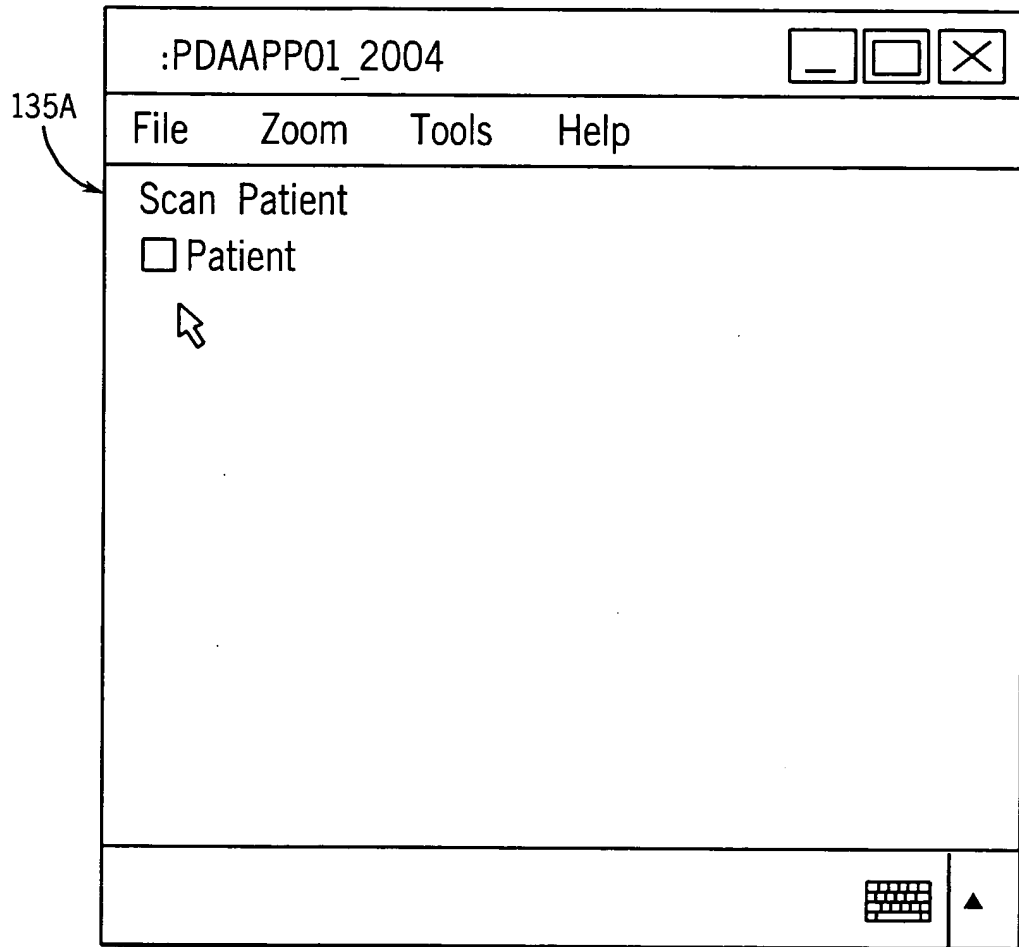 :PDAAPP01_2004
135A
File Zoom Tools Help
Scan Patient
Patient